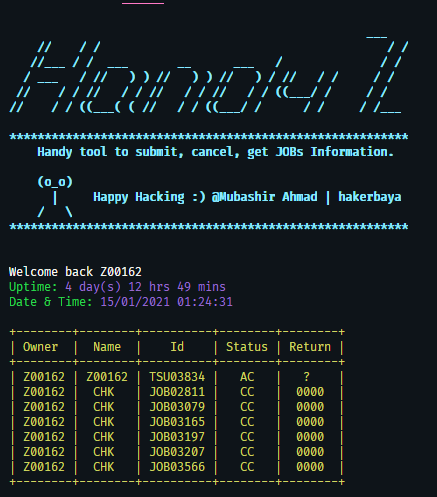 Handy tool to submit, cancel, get JOBs Information.
(o_o)
Happy Hacking :) @Mubashir Ahmad | hakerbaya
Welcome back Z00162
Uptime: 4 day(s) 12 hrs 49 mins
Date & Time: 15/01/2021 01:24:31
| Owner | Name | Id | Status | Return |
| Z00162 | Z00162 | TSU03834 | AC | ? |
| Z00162 | CHK | JOB02811 | CC | 0000 |
| Z00162 | CHK | JOB03079 | CC | 0000 |
| Z00162 | CHK | JOB03165 | CC | 0000 |
| Z00162 | CHK | JOB03197 | CC | 0000 |
| Z00162 | CHK | JOB03207 | CC | 0000 |
| Z00162 | CHK | JOB03566 | CC | 0000 |